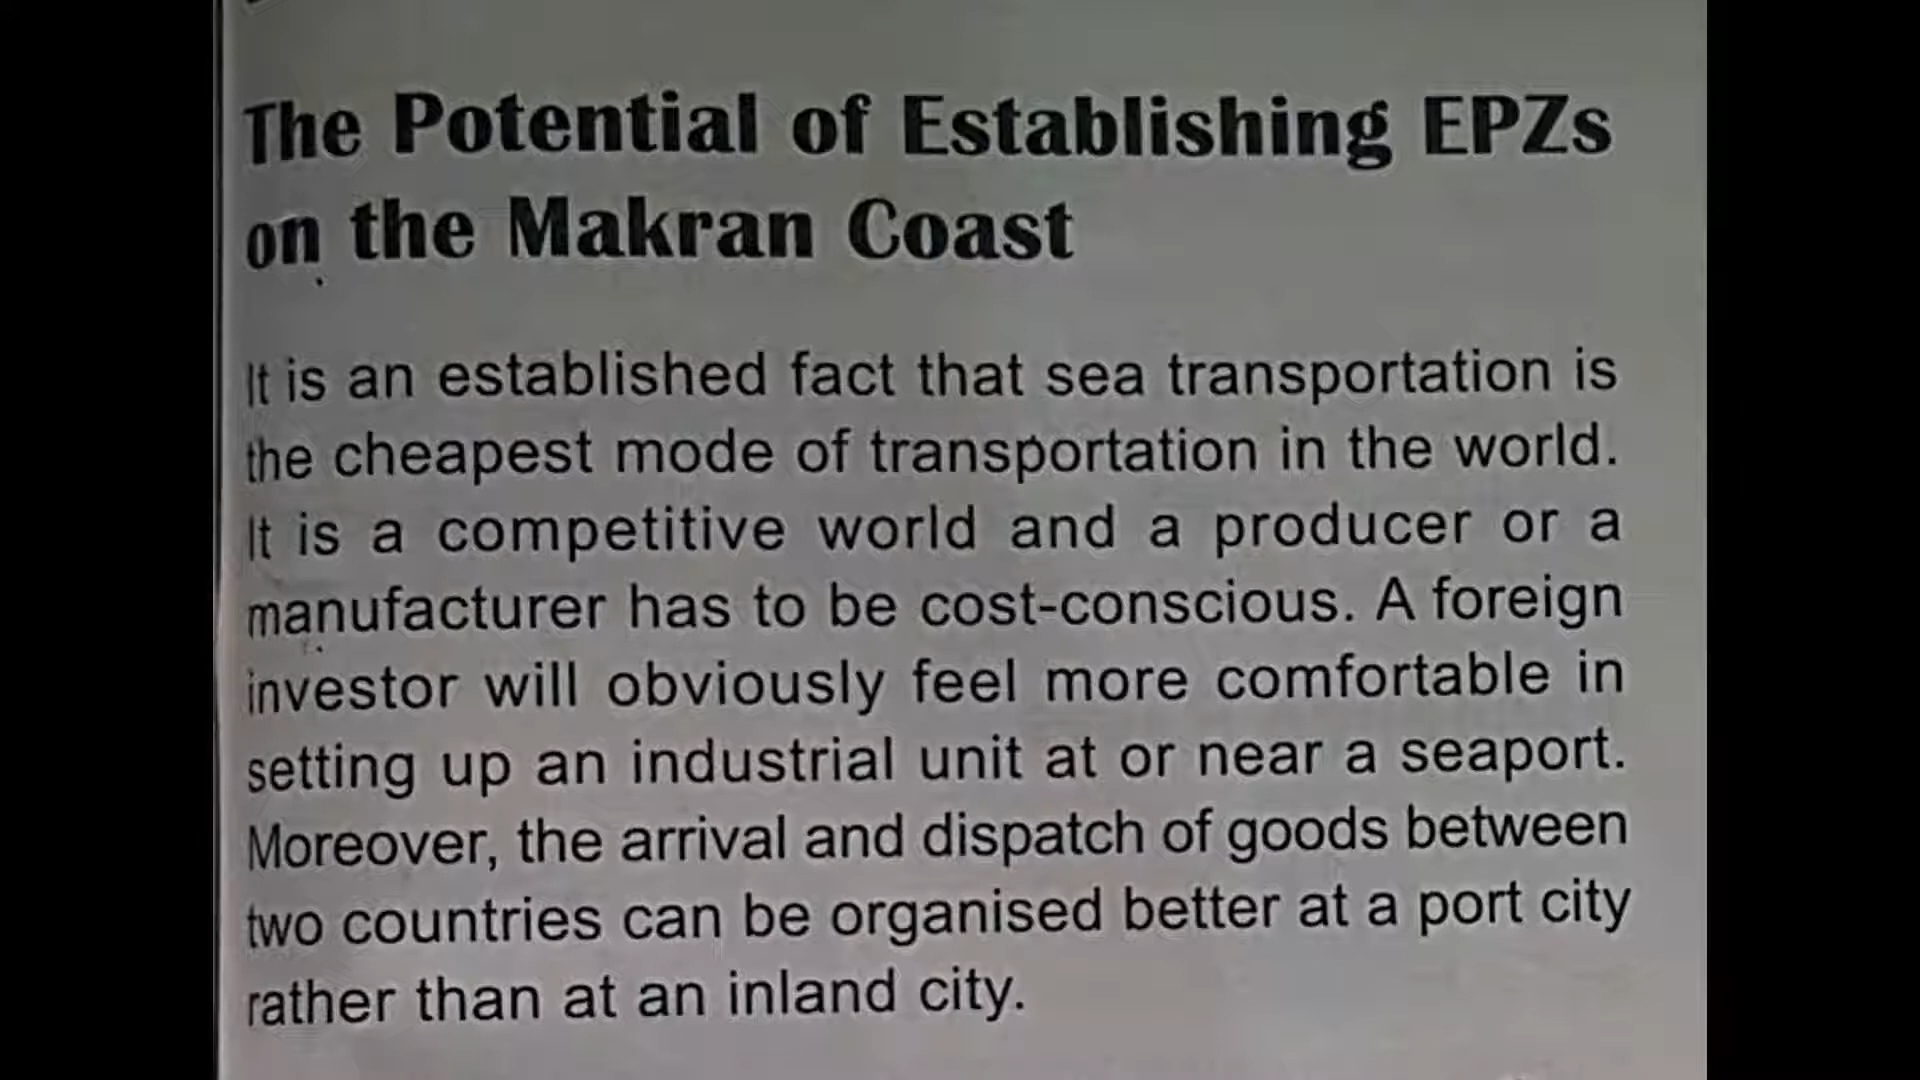 The Potential of Establishing EPZs
on the Makran Coast
It is an established fact that sea transportation is
the cheapest mode of transportation in the world.
It is a competitive world and a producer or a
manufacturer has to be cost-conscious. A foreign
investor will obviously feel more comfortable in
setting up an industrial unit at or near a seaport.
Moreover, the arrival and dispatch of goods between
two countries can be organised better at a port city
rather than at an inland city.